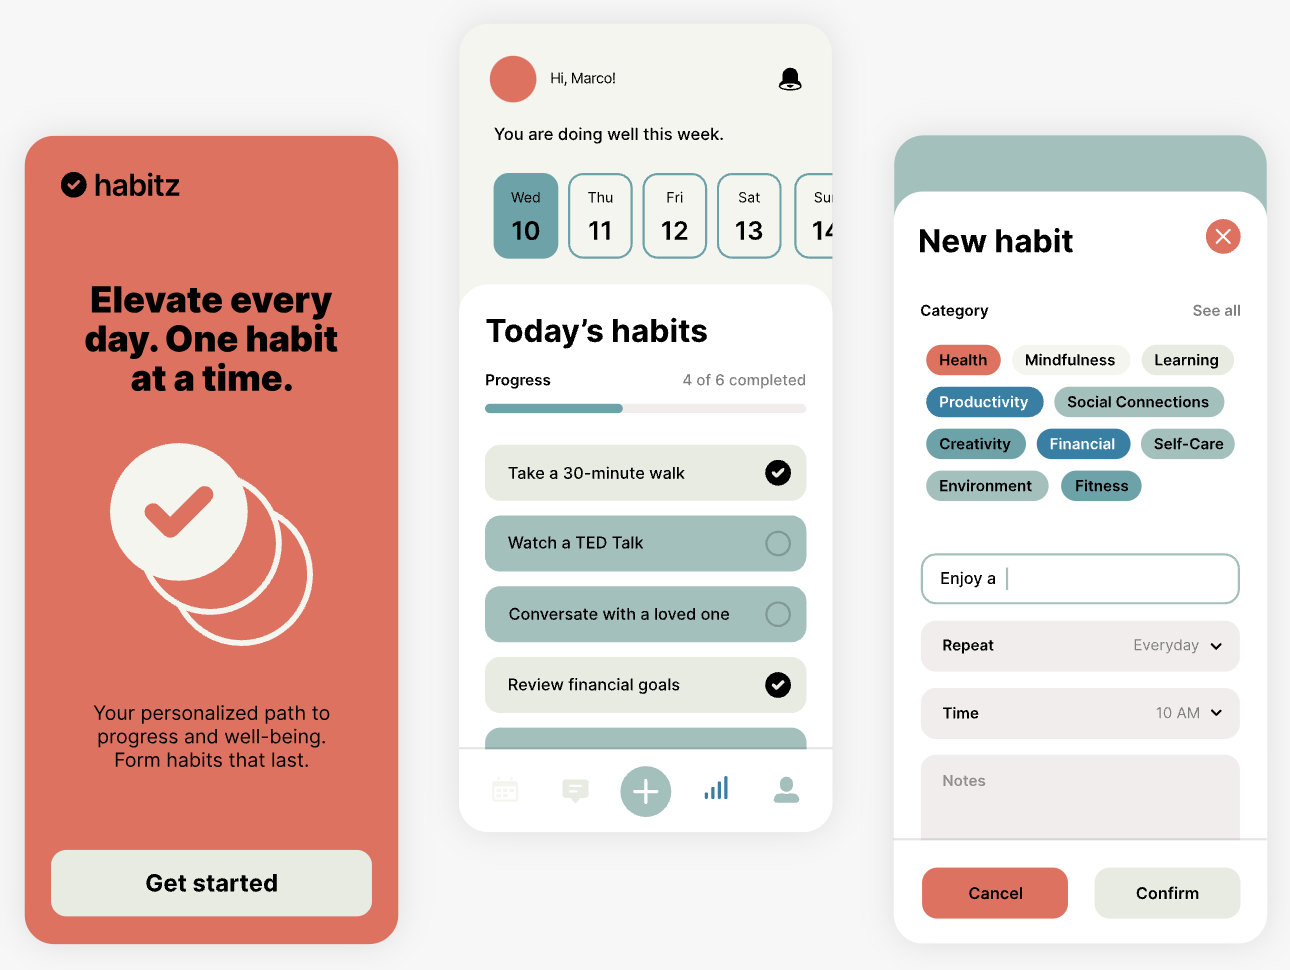 habitz
Elevate every
day. One habit
at a time.
Your personalized path to
progress and well-being.
Form habits that last.
Get started
Hi, Marco!
You are doing well this week.
Wed Thu Fri Sat Sun
10 11 12 13 14
Today’s habits
Progress 4 of 6 completed
Take a 30-minute walk
Watch a TED Talk
Conversate with a loved one
Review financial goals
New habit
Category See all
Health Mindfulness Learning
Productivity Social Connections
Creativity Financial Self-Care
Environment Fitness
Enjoy a
Repeat Everyday
Time 10 AM
Notes
Cancel Confirm